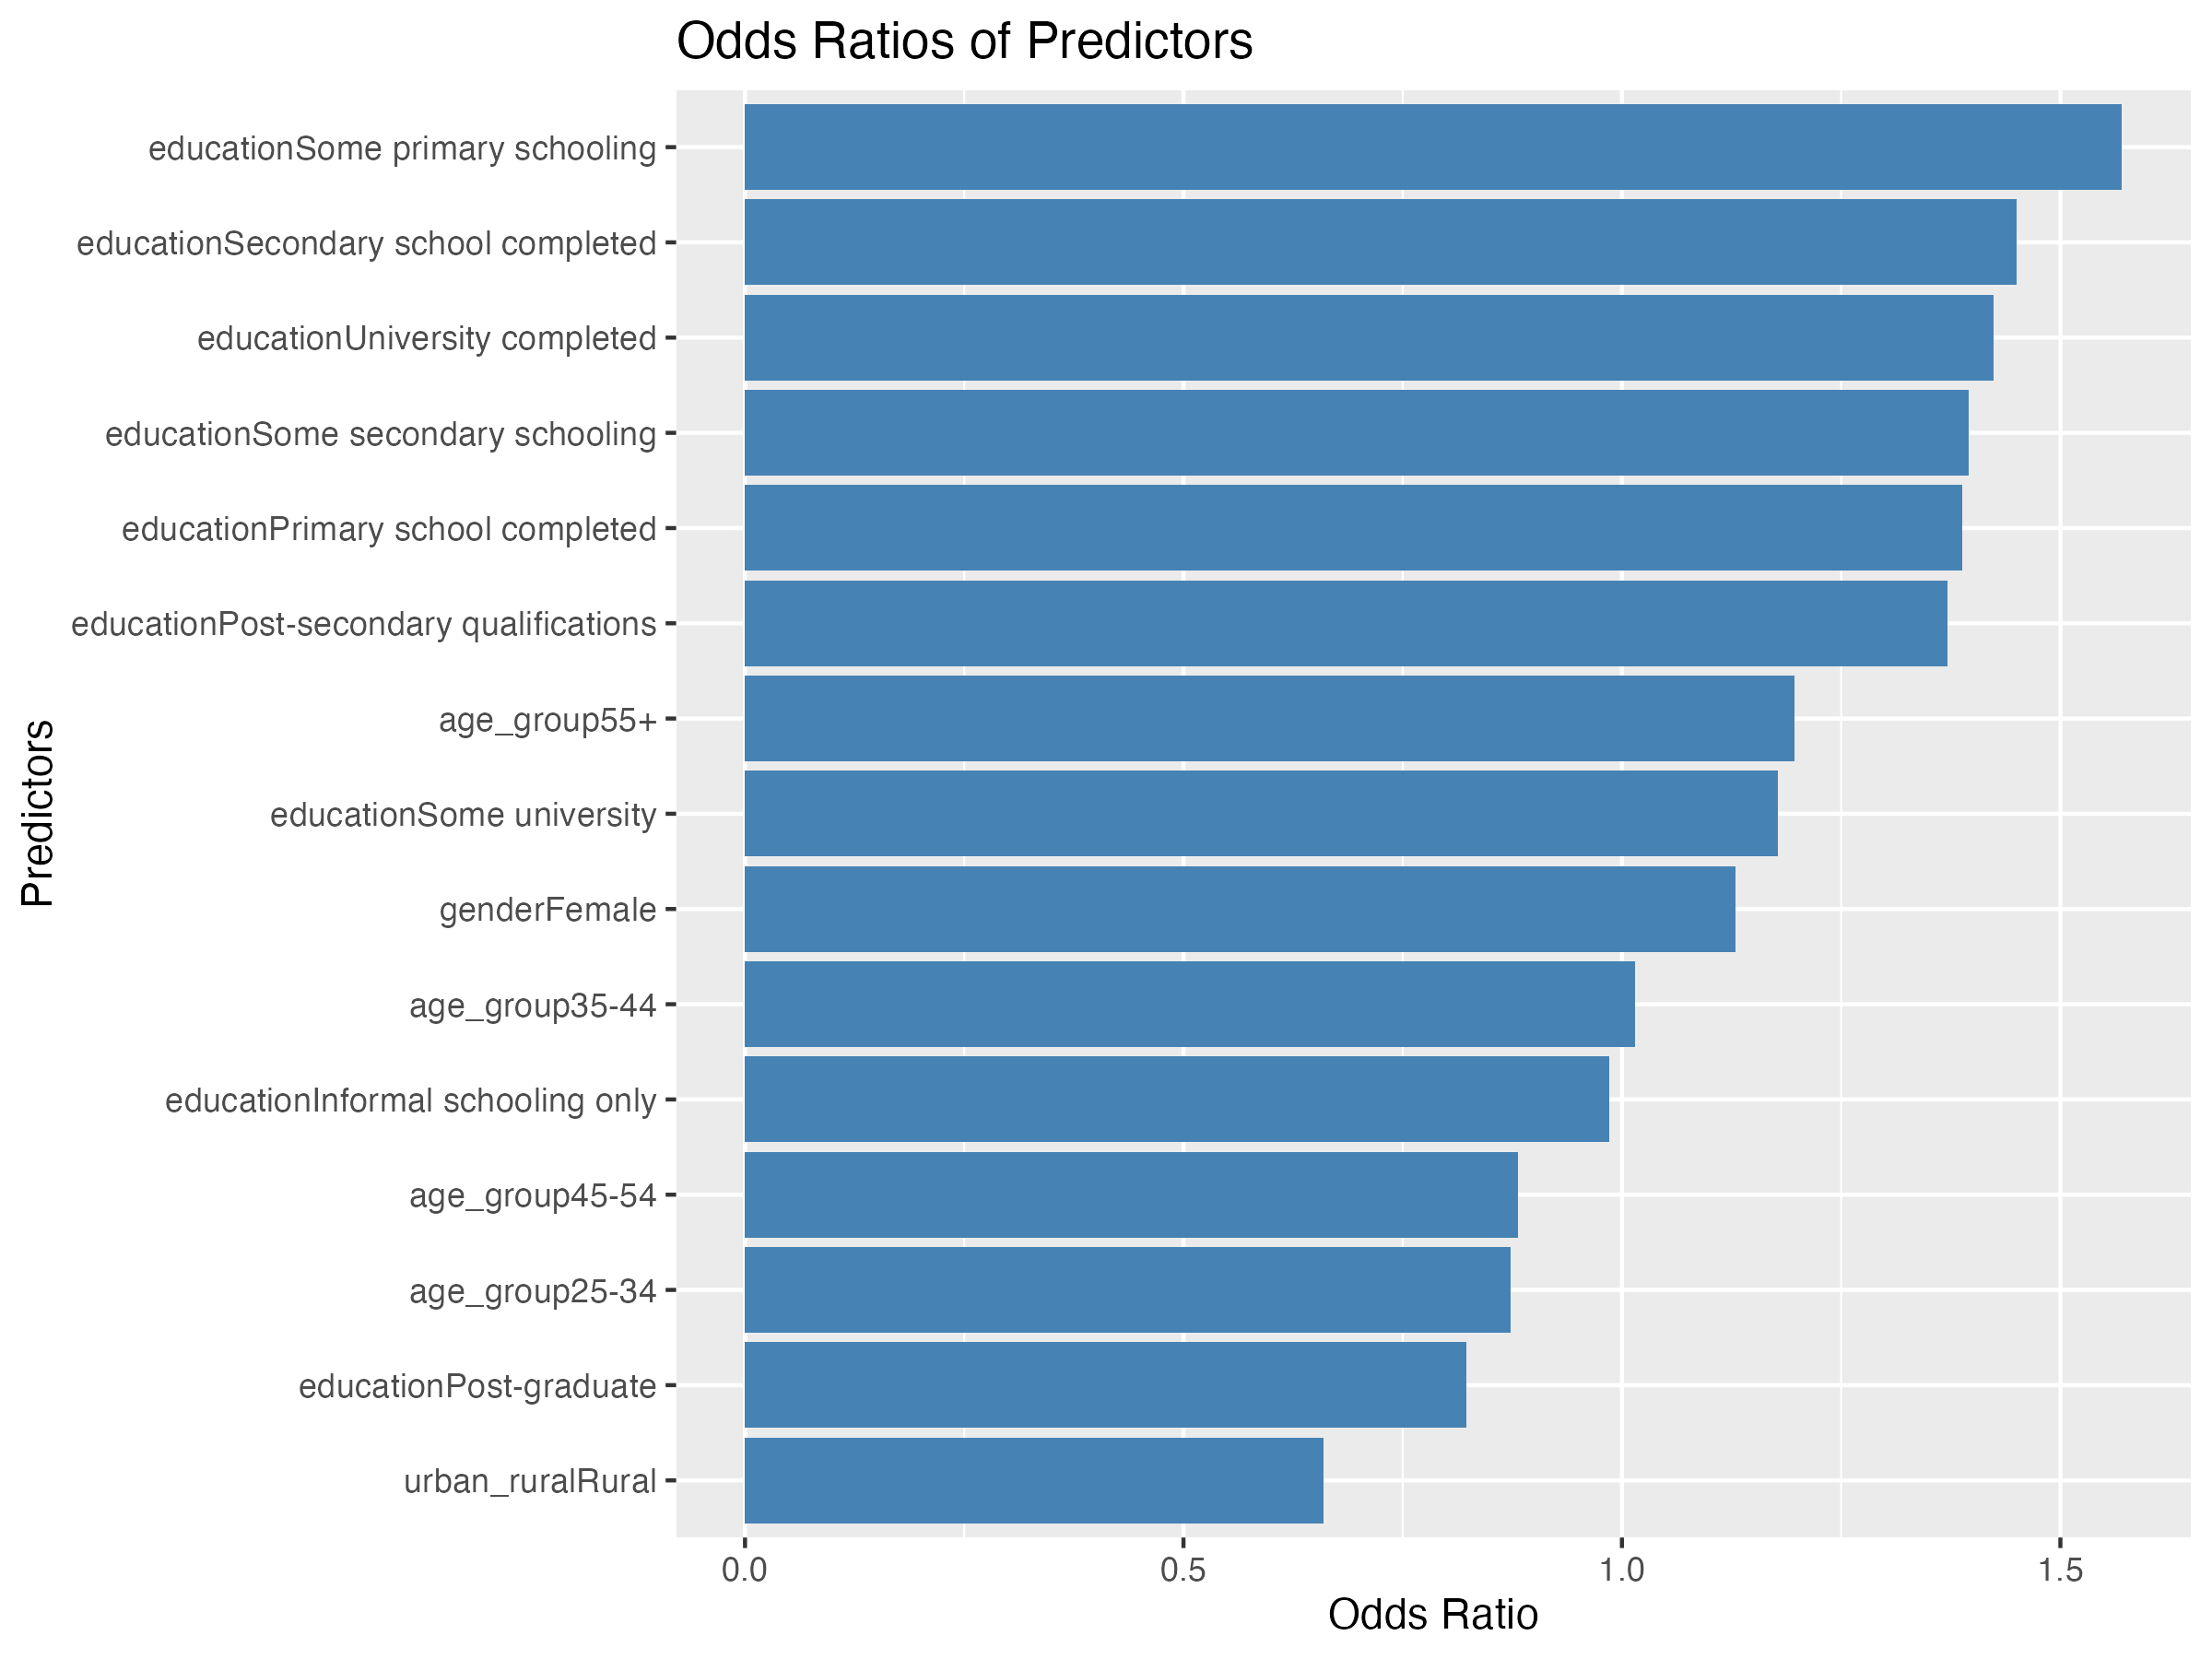 Odds Ratios of Predictors
educationSome primary schooling
educationSecondary school completed
educationUniversity completed
educationSome secondary schooling
educationPrimary school completed
educationPost-secondary qualifications
age_group55+
educationSome university
genderFemale
age_group35-44
educationInformal schooling only
age_group45-54
age_group25-34
educationPost-graduate
urban_ruralRural
Predictors
0.0 0.5 1.0 1.5
Odds Ratio